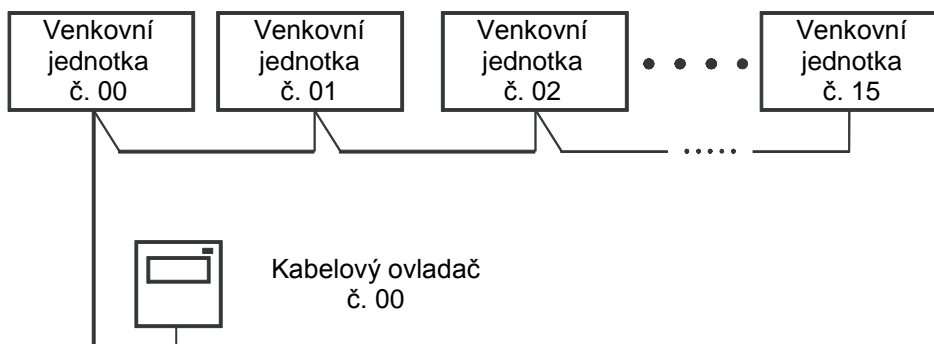 Venkovní
jednotka
č. 00
Venkovní
jednotka
č. 01
Venkovní
jednotka
č. 02
Venkovní
jednotka
č. 15
Kabelový ovladač
č. 00